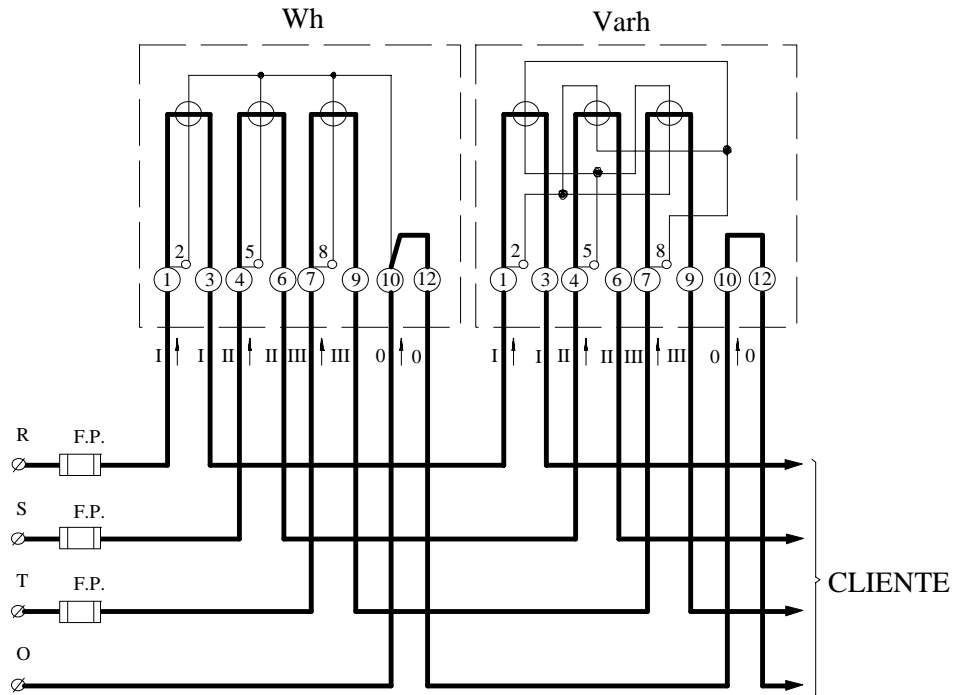 Wh Varh
2 5 8 2 5 8
1 3 4 6 7 9 10 12 1 3 4 6 7 9 10 12
I I II II III III 0 0 I I II II III III 0 0
R F.P.
S F.P.
T F.P.
CLIENTE
O